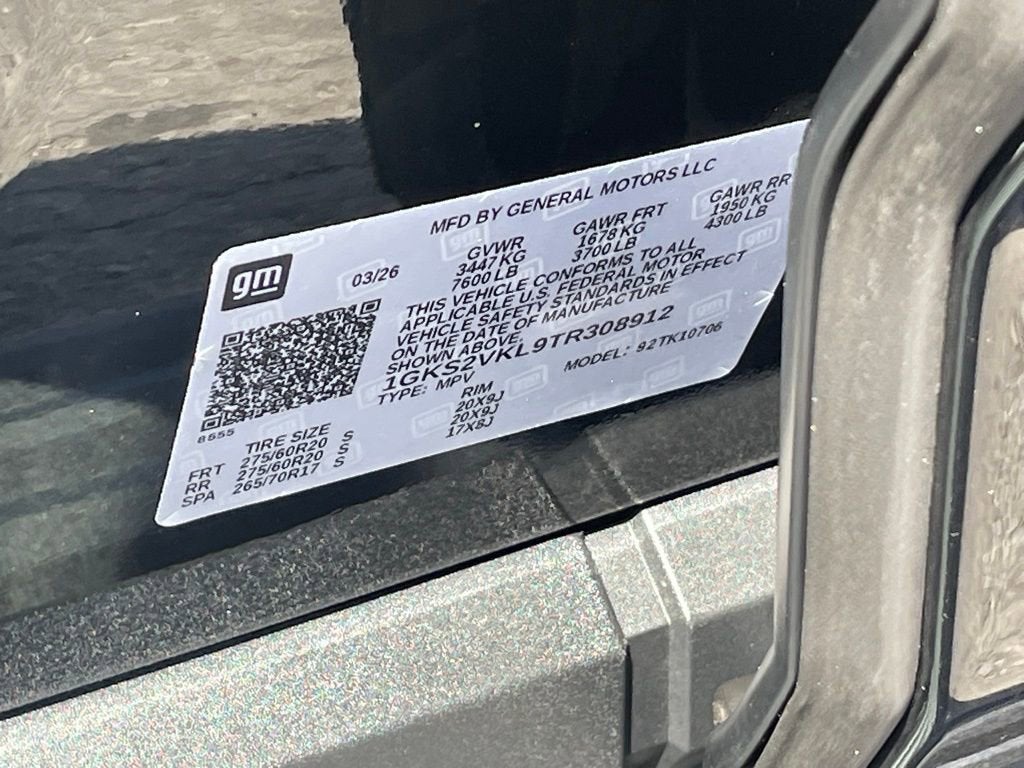 MFD BY GENERAL MOTORS LLC
gm
03/26
GVWR GAWR FRT GAWR RR
3447 KG 1678 KG 1950 KG
7600 LB 3700 LB 4300 LB
THIS VEHICLE CONFORMS TO ALL
APPLICABLE U.S. FEDERAL MOTOR
VEHICLE SAFETY STANDARDS IN EFFECT
ON THE DATE OF MANUFACTURE
SHOWN ABOVE.
1GKS2VKL9TR308912
TYPE: MPV MODEL: 92TK10706
8555
TIRE SIZE RIM
FRT 275/60R20 S 20X9J
RR 275/60R20 S 20X9J
SPA 265/70R17 S 17X8J